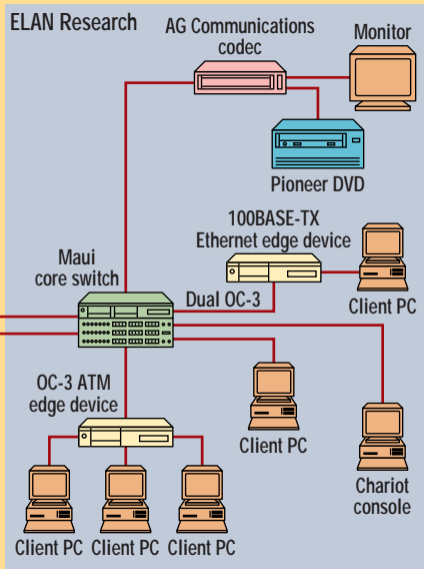 ELAN Research
AG Communications
codec
Monitor
Pioneer DVD
100BASE-TX
Ethernet edge device
Maui
core switch
Dual OC-3
Client PC
OC-3 ATM
edge device
Client PC
Chariot
console
Client PC
Client PC
Client PC